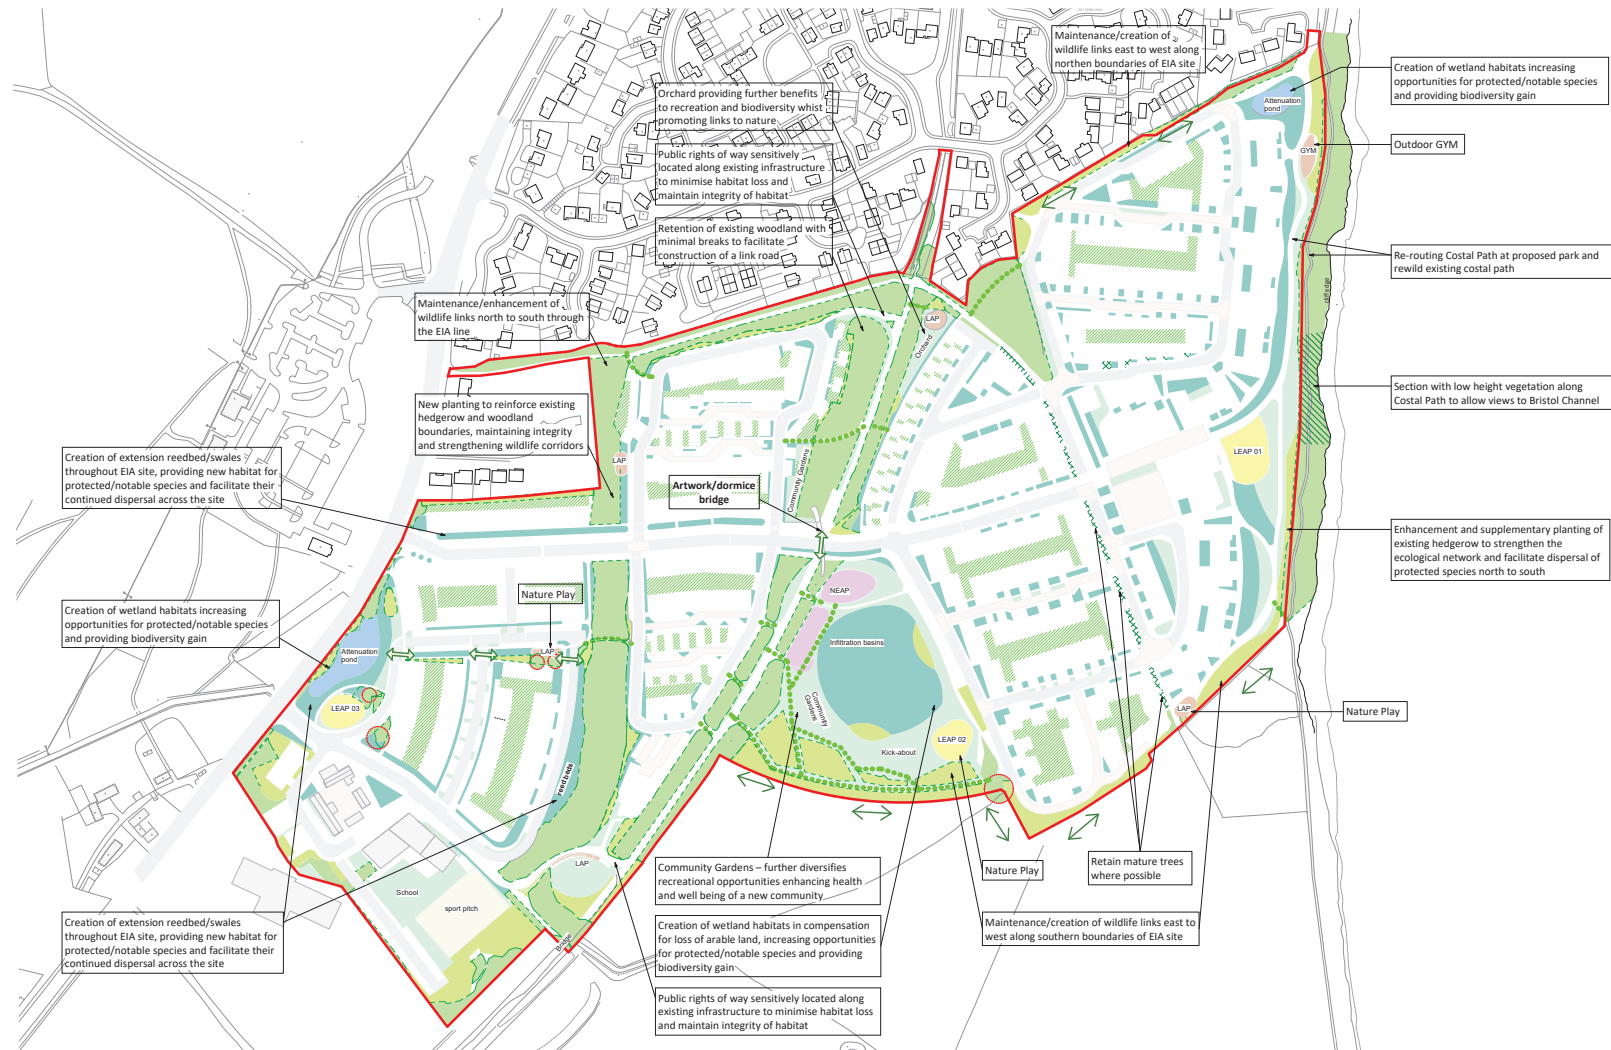 Maintenance/creation of
wildlife links east to west along
northen boundaries of EIA site
Creation of wetland habitats increasing
opportunities for protected/notable species
and providing biodiversity gain
Attenuation
pond
Orchard providing further benefits
to recreation and biodiversity whist
promoting links to nature
Outdoor GYM
GYM
Public rights of way sensitively
located along existing infrastructure
to minimise habitat loss and
maintain integrity of habitat
Retention of existing woodland with
minimal breaks to facilitate
construction of a link road
Re-routing Costal Path at proposed park and
rewild existing costal path
cliff edge
Maintenance/enhancement of
wildlife links north to south through
the EIA line
LAP
Orchard
Section with low height vegetation along
Costal Path to allow views to Bristol Channel
New planting to reinforce existing
hedgerow and woodland
boundaries, maintaining integrity
and strengthening wildlife corridors
LEAP 01
LAP
Creation of extension reedbed/swales
throughout EIA site, providing new habitat for
protected/notable species and facilitate their
continued dispersal across the site
Community Gardens
Artwork/dormice
bridge
Enhancement and supplementary planting of
existing hedgerow to strengthen the
ecological network and facilitate dispersal of
protected species north to south
Nature Play
NEAP
Creation of wetland habitats increasing
opportunities for protected/notable species
and providing biodiversity gain
Attenuation
pond
LAP
Infiltration basins
LEAP 03
Community
Gardens
LAP
Nature Play
Kick-about
LEAP 02
reed beds
LAP
School
sport pitch
Bridge
Community Gardens – further diversifies
recreational opportunities enhancing health
and well being of a new community
Nature Play
Retain mature trees
where possible
Creation of extension reedbed/swales
throughout EIA site, providing new habitat for
protected/notable species and facilitate their
continued dispersal across the site
Creation of wetland habitats in compensation
for loss of arable land, increasing opportunities
for protected/notable species and providing
biodiversity gain
Maintenance/creation of wildlife links east to
west along southern boundaries of EIA site
Public rights of way sensitively located along
existing infrastructure to minimise habitat loss
and maintain integrity of habitat